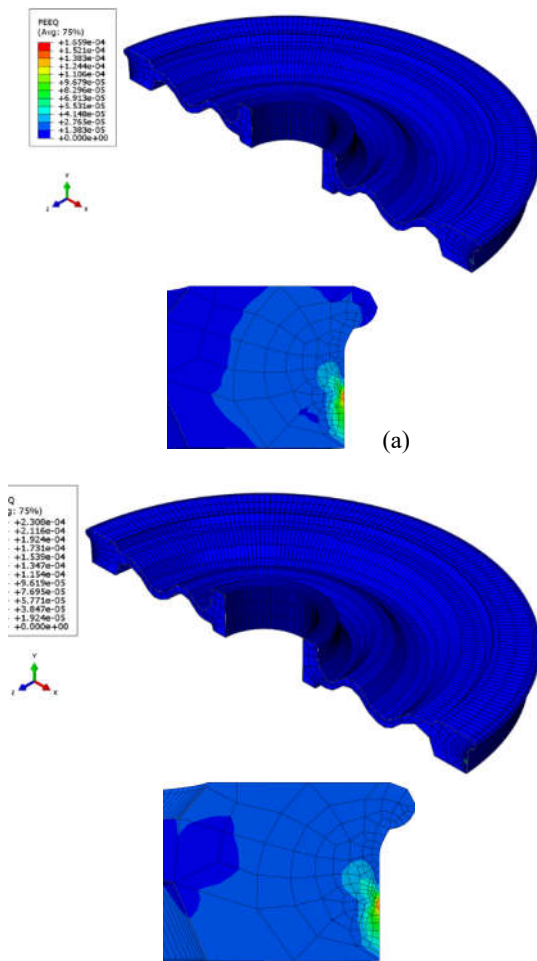 PEEQ
(Avg: 75%)
+1.659e-04
+1.521e-04
+1.383e-04
+1.244e-04
+1.106e-04
+9.679e-05
+8.296e-05
+6.913e-05
+5.531e-05
+4.148e-05
+2.765e-05
+1.383e-05
+0.000e+00
Y
Z
X
(a)
Q
g: 75%)
+2.308e-04
+2.116e-04
+1.924e-04
+1.731e-04
+1.539e-04
+1.347e-04
+1.154e-04
+9.619e-05
+7.695e-05
+5.771e-05
+3.847e-05
+1.924e-05
+0.000e+00
Y
Z
X